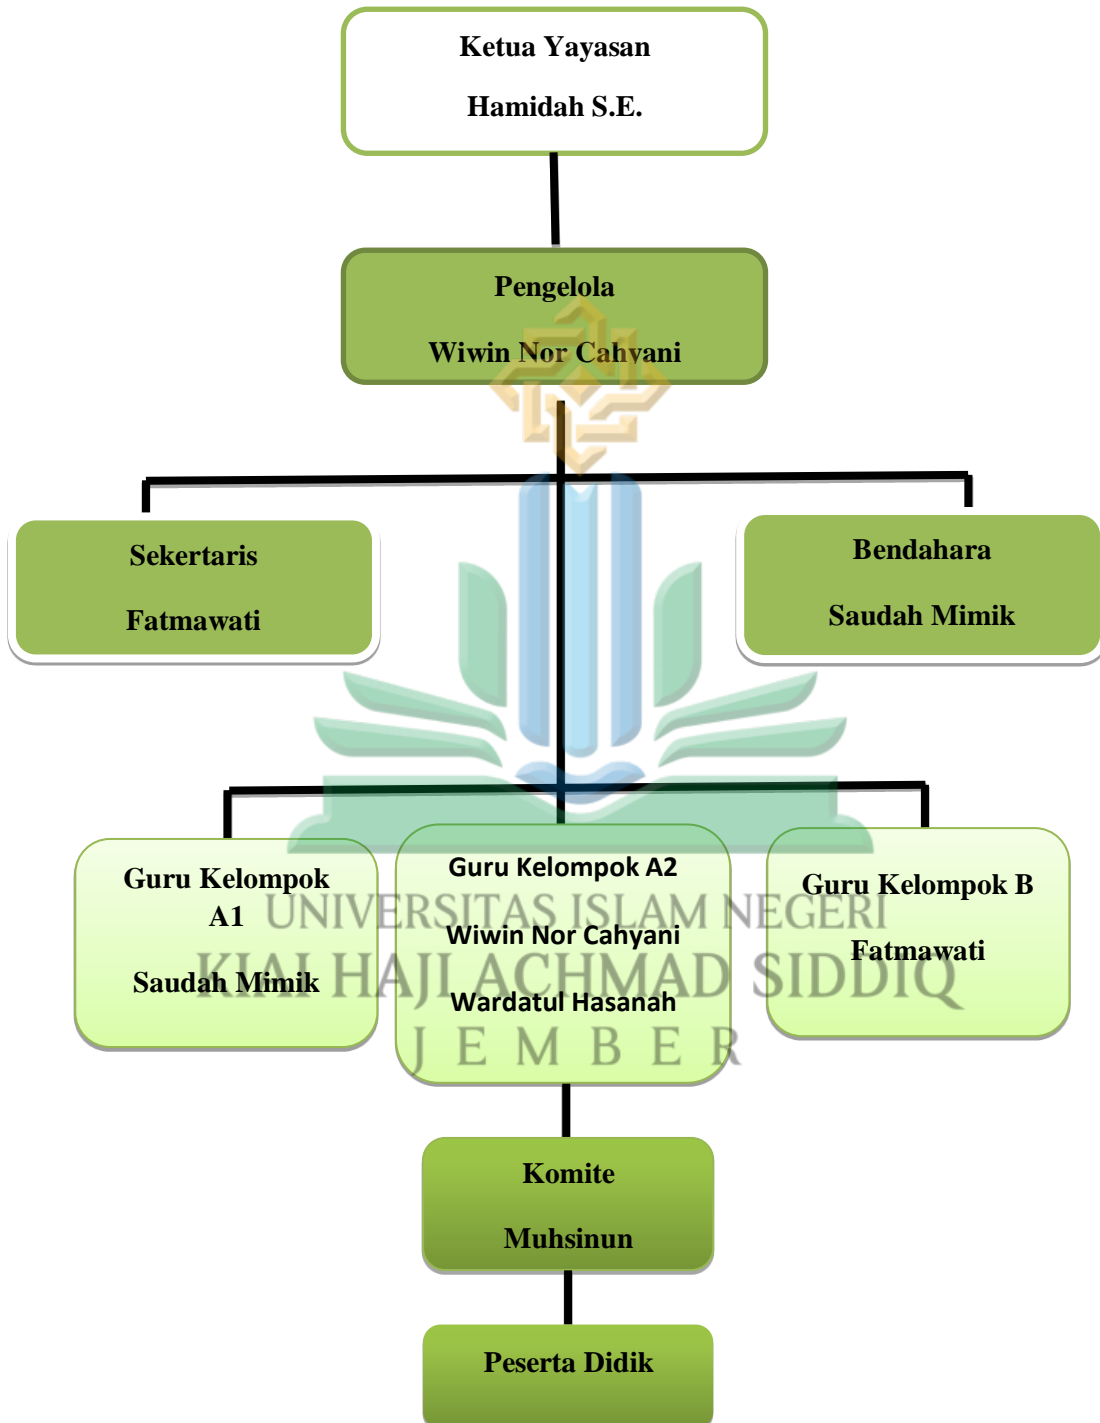 Ketua Yayasan
Hamidah S.E.
Pengelola
Wiwin Nor Cahyani
Sekertaris
Fatmawati
Bendahara
Saudah Mimik
Guru Kelompok
A1
Saudah Mimik
Guru Kelompok A2
Wiwin Nor Cahyani
Wardatul Hasanah
Guru Kelompok B
Fatmawati
UNIVERSITAS ISLAM NEGERI
KIAI HAJI ACHMAD SIDDIQ
JEMBER
Komite
Muhsinun
Peserta Didik